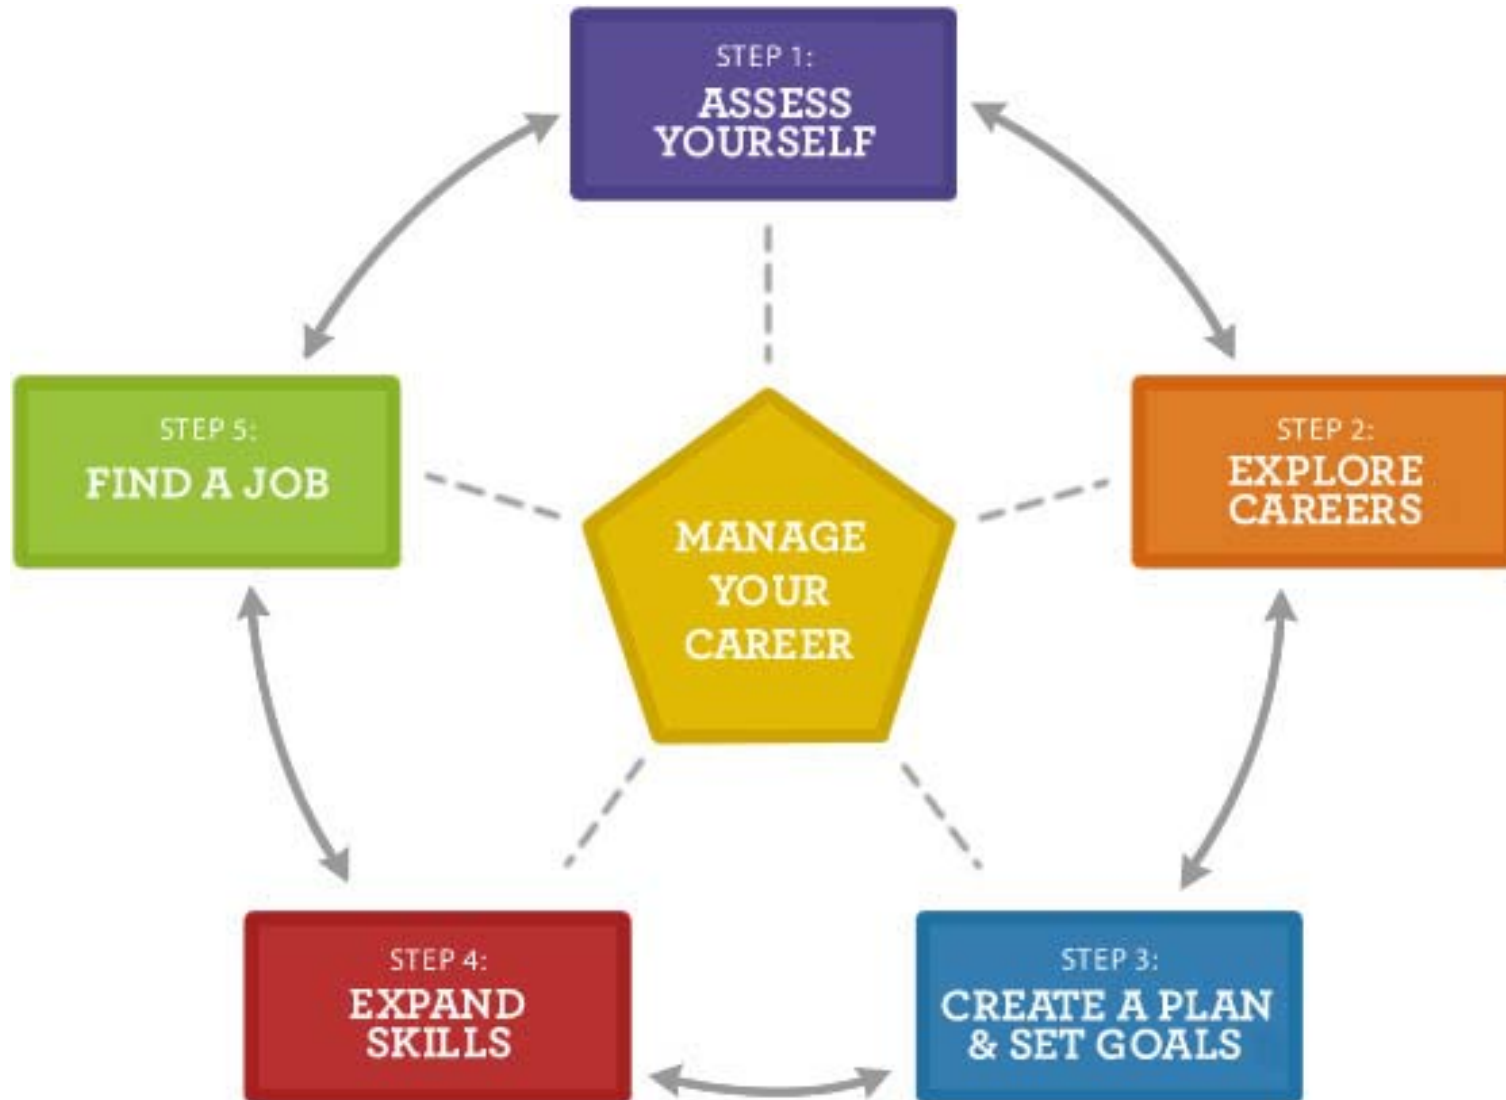 STEP 1:
ASSESS
YOURSELF
STEP 2:
EXPLORE
CAREERS
STEP 3:
CREATE A PLAN
& SET GOALS
STEP 4:
EXPAND
SKILLS
STEP 5:
FIND A JOB
MANAGE
YOUR
CAREER